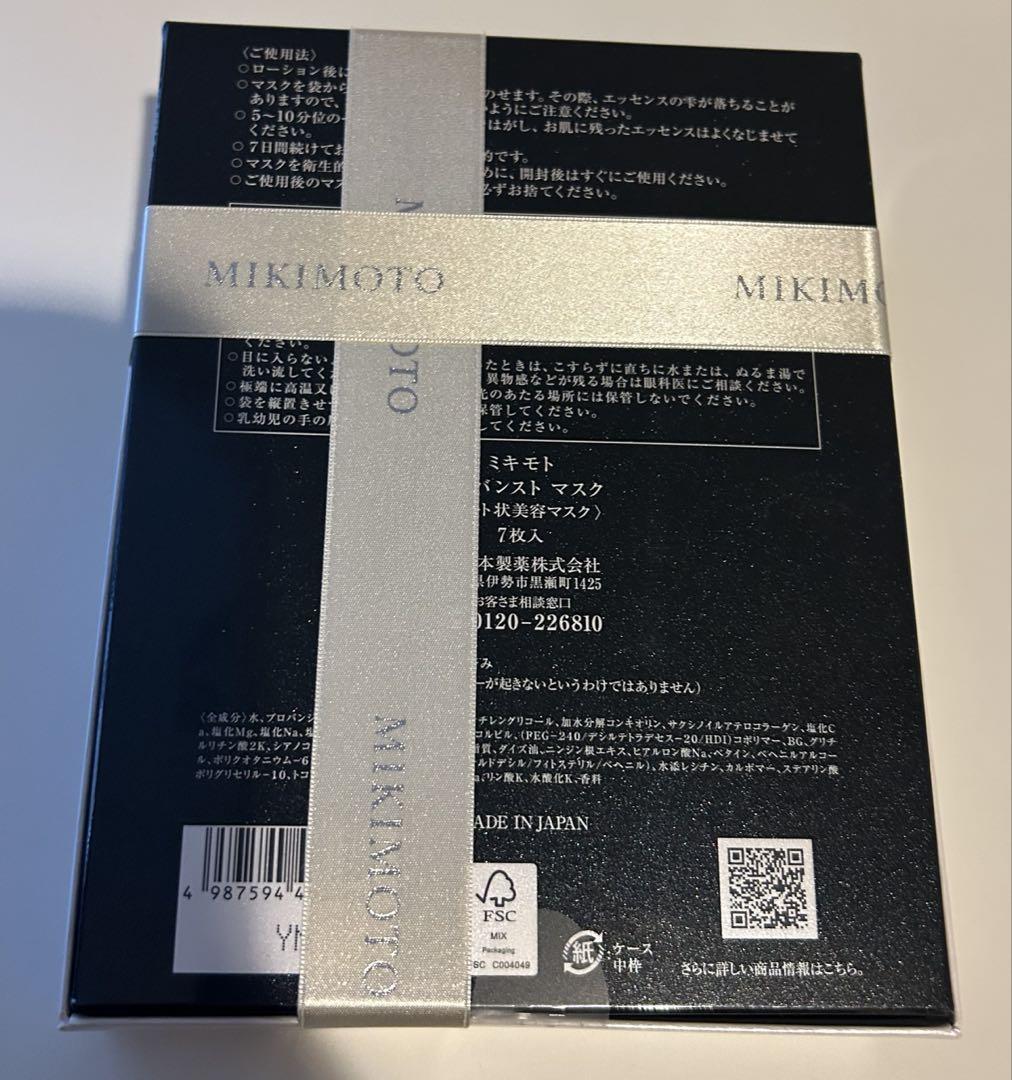 〈ご使用法〉
○ローション後に
○マスクを袋から のせます。その際、エッセンスの雫が落ちることが
ありますので、 ようにご注意ください。
○5〜10分位の はがし、お肌に残ったエッセンスはよくなじませて
ください。
○7日間続けてお 的です。
○マスクを衛生的 めに、開封後はすぐにご使用ください。
○ご使用後のマス 必ずお捨てください。
MIKIMOTO MIKIMO
OTO
ください。
○目に入らない たときは、こすらずに直ちに水または、ぬるま湯で
洗い流してく 異物感などが残る場合は眼科医にご相談ください。
○極端に高温又は 光のあたる場所には保管しないでください。
○袋を縦置きせず 保管してください。
○乳幼児の手の届 してください。
ミキモト
バンスト マスク
ト状美容マスク〉
7枚入
本製薬株式会社
県伊勢市黒瀬町1425
お客さま相談窓口
0120-226810
ずみ
ーが起きないというわけではありません)
〈全成分〉水、プロパンジ チレングリコール、加水分解コンキオリン、サクシノイルアテロコラーゲン、塩化C
a、塩化Mg、塩化Na、塩 コルビル、(PEG-240/デシルテトラデセス-20/HDI)コポリマー、BG、グリチ
ルリチン酸2K、シアノコ 脂質、ダイズ油、ニンジン根エキス、ヒアルロン酸Na、ベタイン、ベヘニルアルコー
ル、ポリクオタニウム-6 ルドデシル/フィトステリル/ベヘニル)、水添レシチン、カルボマー、ステアリン酸
ポリグリセリル-10、トコ a、リン酸K、水酸化K、香料
MIKIMOTO
ADE IN JAPAN
4 987594 4
FSC
MIX
Packaging
SC C004049
紙
ケース
中枠
さらに詳しい商品情報はこちら。